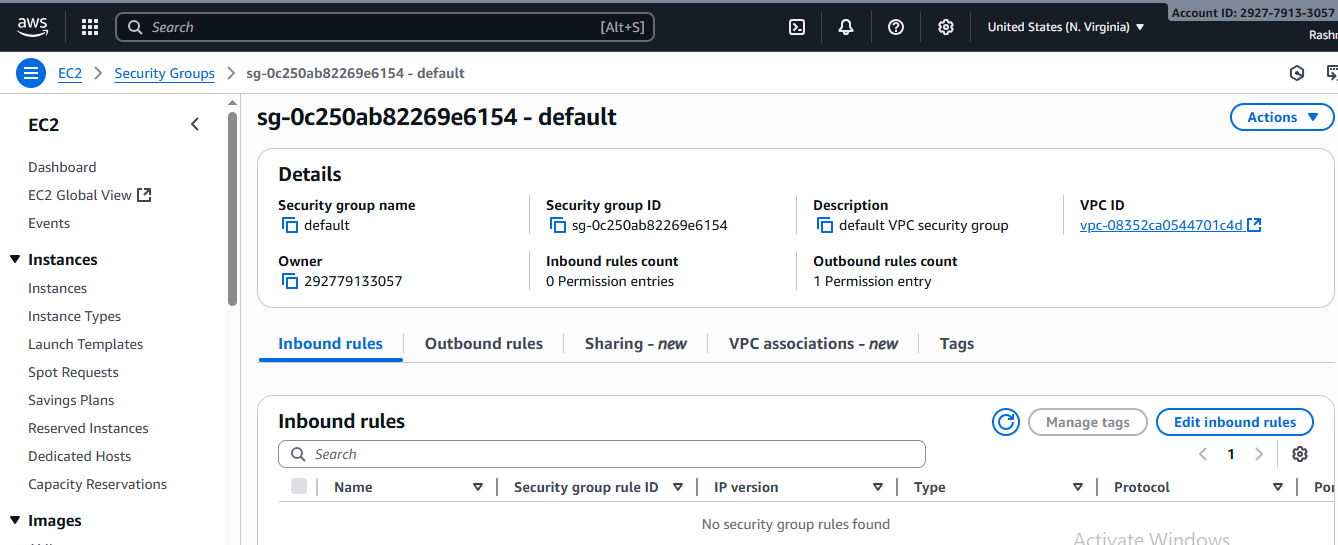 aws Search [Alt+S] United States (N. Virginia) Account ID: 2927-7913-3057
EC2 Security Groups sg-0c250ab82269e6154 - default
EC2
Dashboard
EC2 Global View
Events
Instances
Instances
Instance Types
Launch Templates
Spot Requests
Savings Plans
Reserved Instances
Dedicated Hosts
Capacity Reservations
Images
sg-0c250ab82269e6154 - default Actions
Details
Security group name Security group ID Description VPC ID
default sg-0c250ab82269e6154 default VPC security group vpc-08352ca0544701c4d
Owner Inbound rules count Outbound rules count
292779133057 0 Permission entries 1 Permission entry
Inbound rules Outbound rules Sharing - new VPC associations - new Tags
Inbound rules Manage tags Edit inbound rules
Search 1
Name Security group rule ID IP version Type Protocol
No security group rules found
Activate Windows